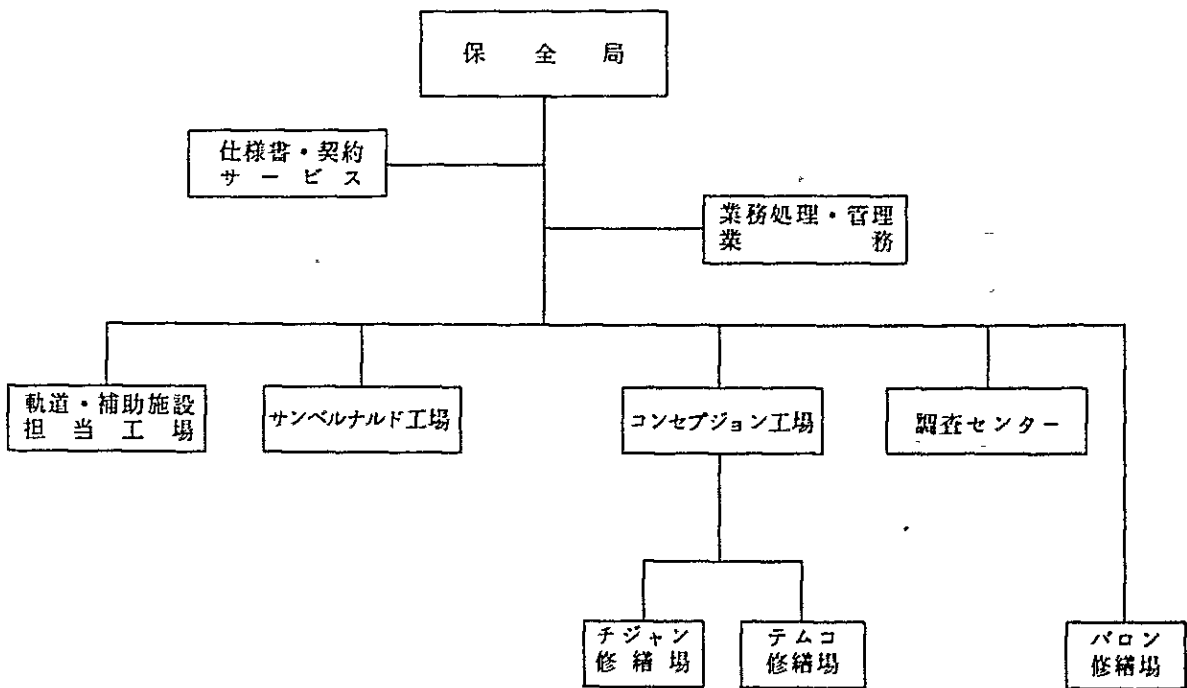 保全局
仕様書・契約
サービス
業務処理・管理
業務
軌道・補助施設
担当工場
サンベルナルド工場
コンセプジョン工場
調査センター
チジャン
修繕場
テムコ
修繕場
バロン
修繕場